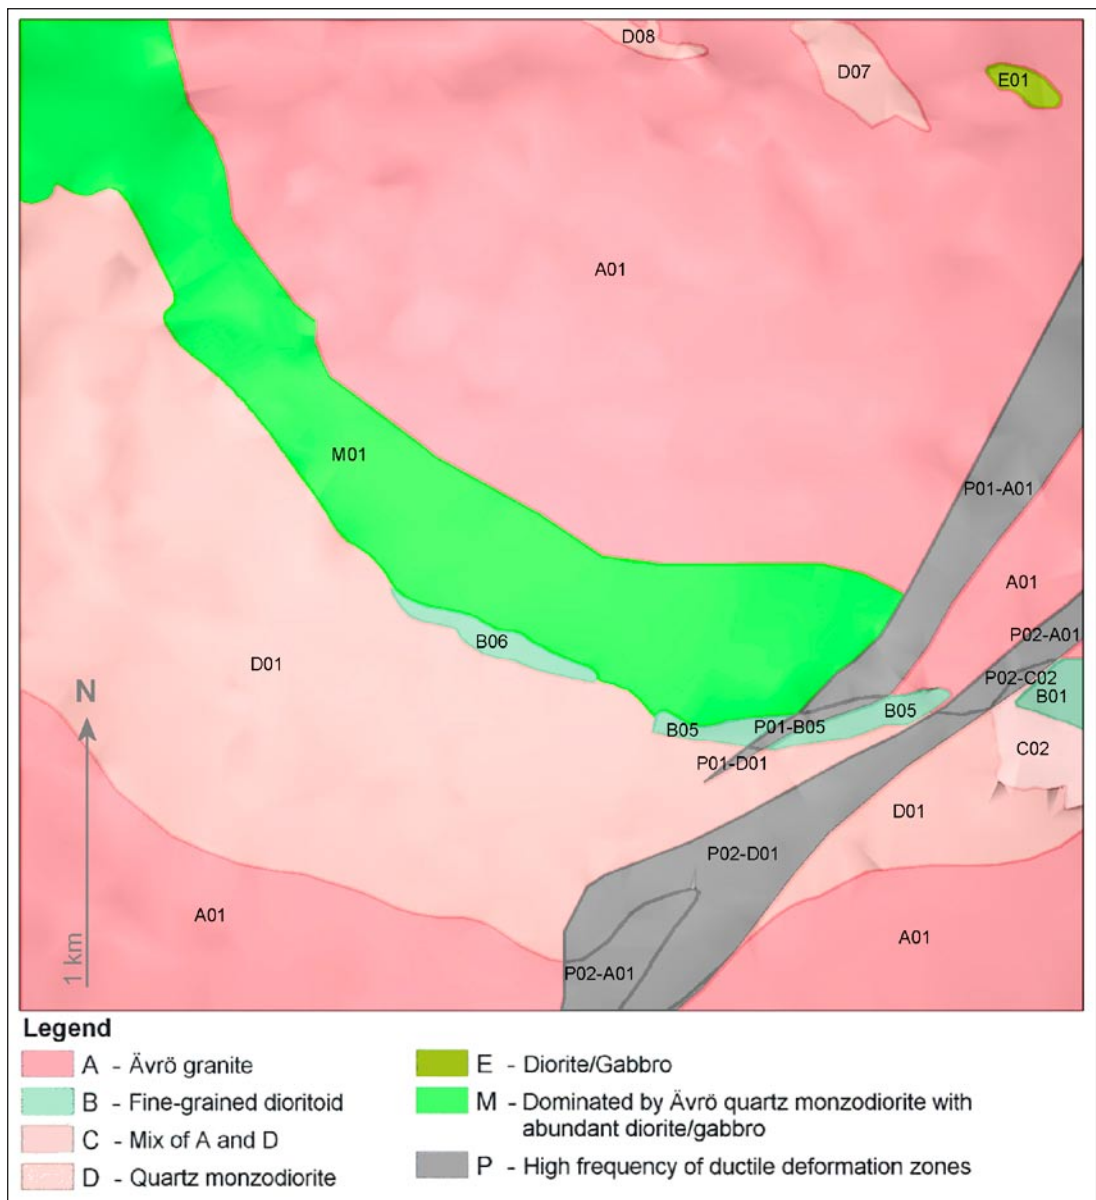 D08
D07
E01
A01
M01
P01-A01
A01
P02-A01
B06
D01
P02-C02
B01
N
B05
P01-B05
B05
C02
P01-D01
D01
P02-D01
A01
A01
1 km
P02-A01
Legend
A - Ävrö granite
B - Fine-grained dioritoid
C - Mix of A and D
D - Quartz monzodiorite
E - Diorite/Gabbro
M - Dominated by Ävrö quartz monzodiorite with
abundant diorite/gabbro
P - High frequency of ductile deformation zones